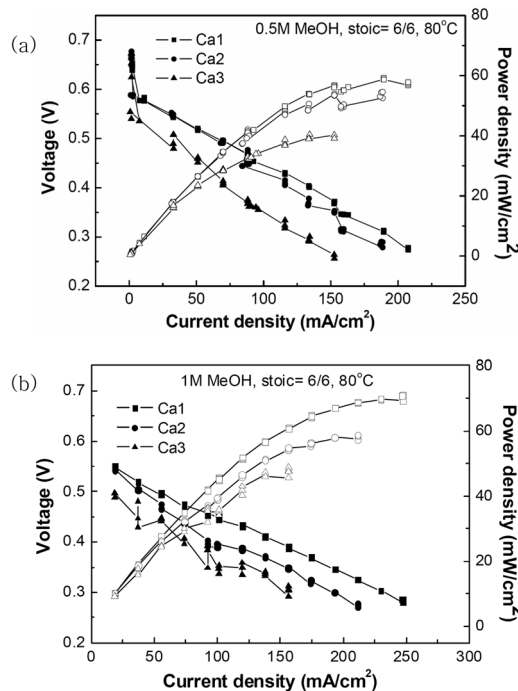 (a)
0.5M MeOH, stoic= 6/6, 80°C
Ca1
Ca2
Ca3
Voltage (V)
0.7
0.6
0.5
0.4
0.3
0.2
Power density (mW/cm²)
80
60
40
20
0
0 50 100 150 200 250
Current density (mA/cm²)
(b)
1M MeOH, stoic= 6/6, 80°C
Ca1
Ca2
Ca3
Voltage (V)
0.7
0.6
0.5
0.4
0.3
0.2
Power density (mW/cm²)
80
60
40
20
0
0 50 100 150 200 250 300
Current density (mA/cm²)